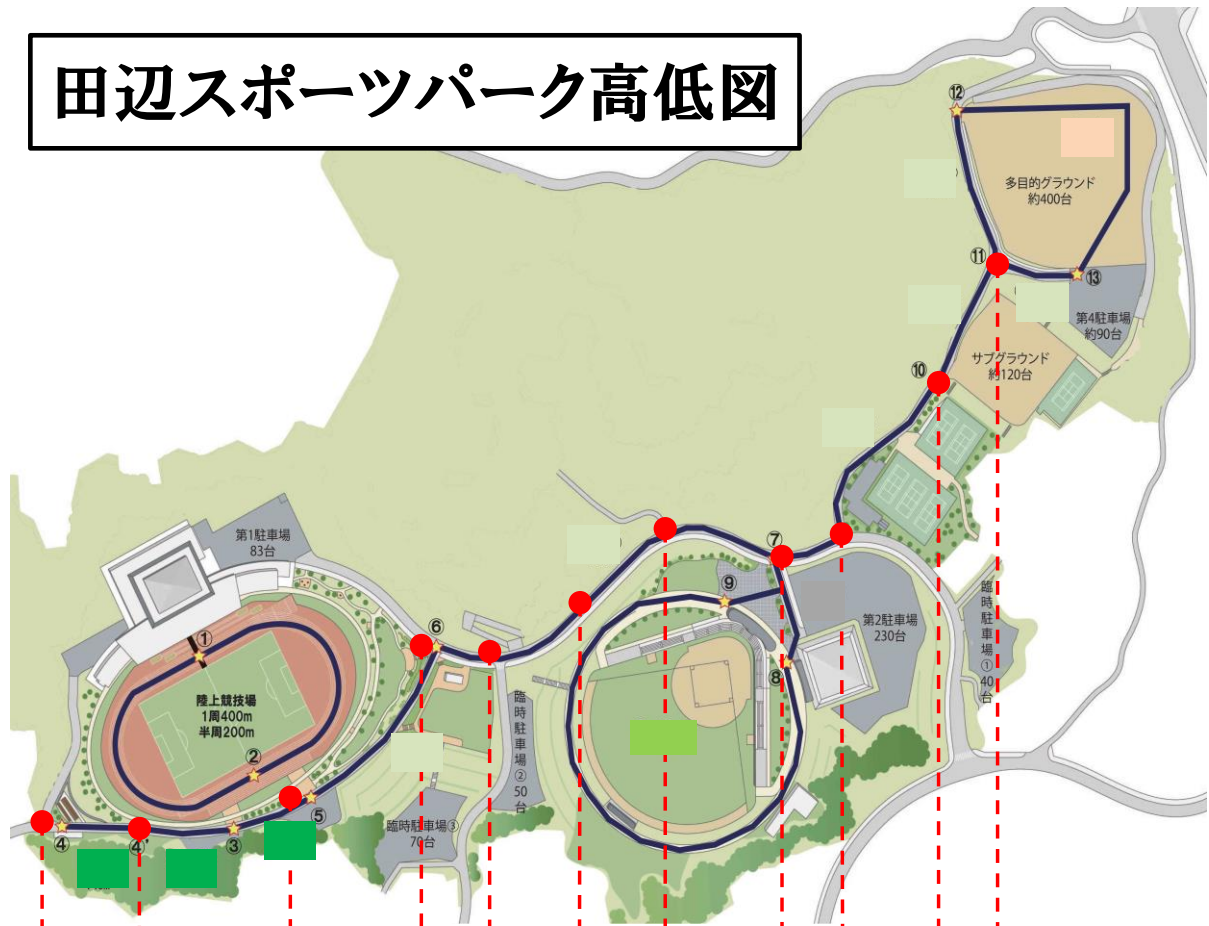 田辺スポーツパーク高低図
⑫
多目的グラウンド
約400台
⑪
⑬
第4駐車場
約90台
サブグラウンド
約120台
⑩
第1駐車場
83台
⑦
⑨
臨時駐車場①40台
第2駐車場
230台
⑥
①
⑧
陸上競技場
1周400m
半周200m
臨時駐車場②50台
②
⑤
臨時駐車場③
70台
④
④'
③